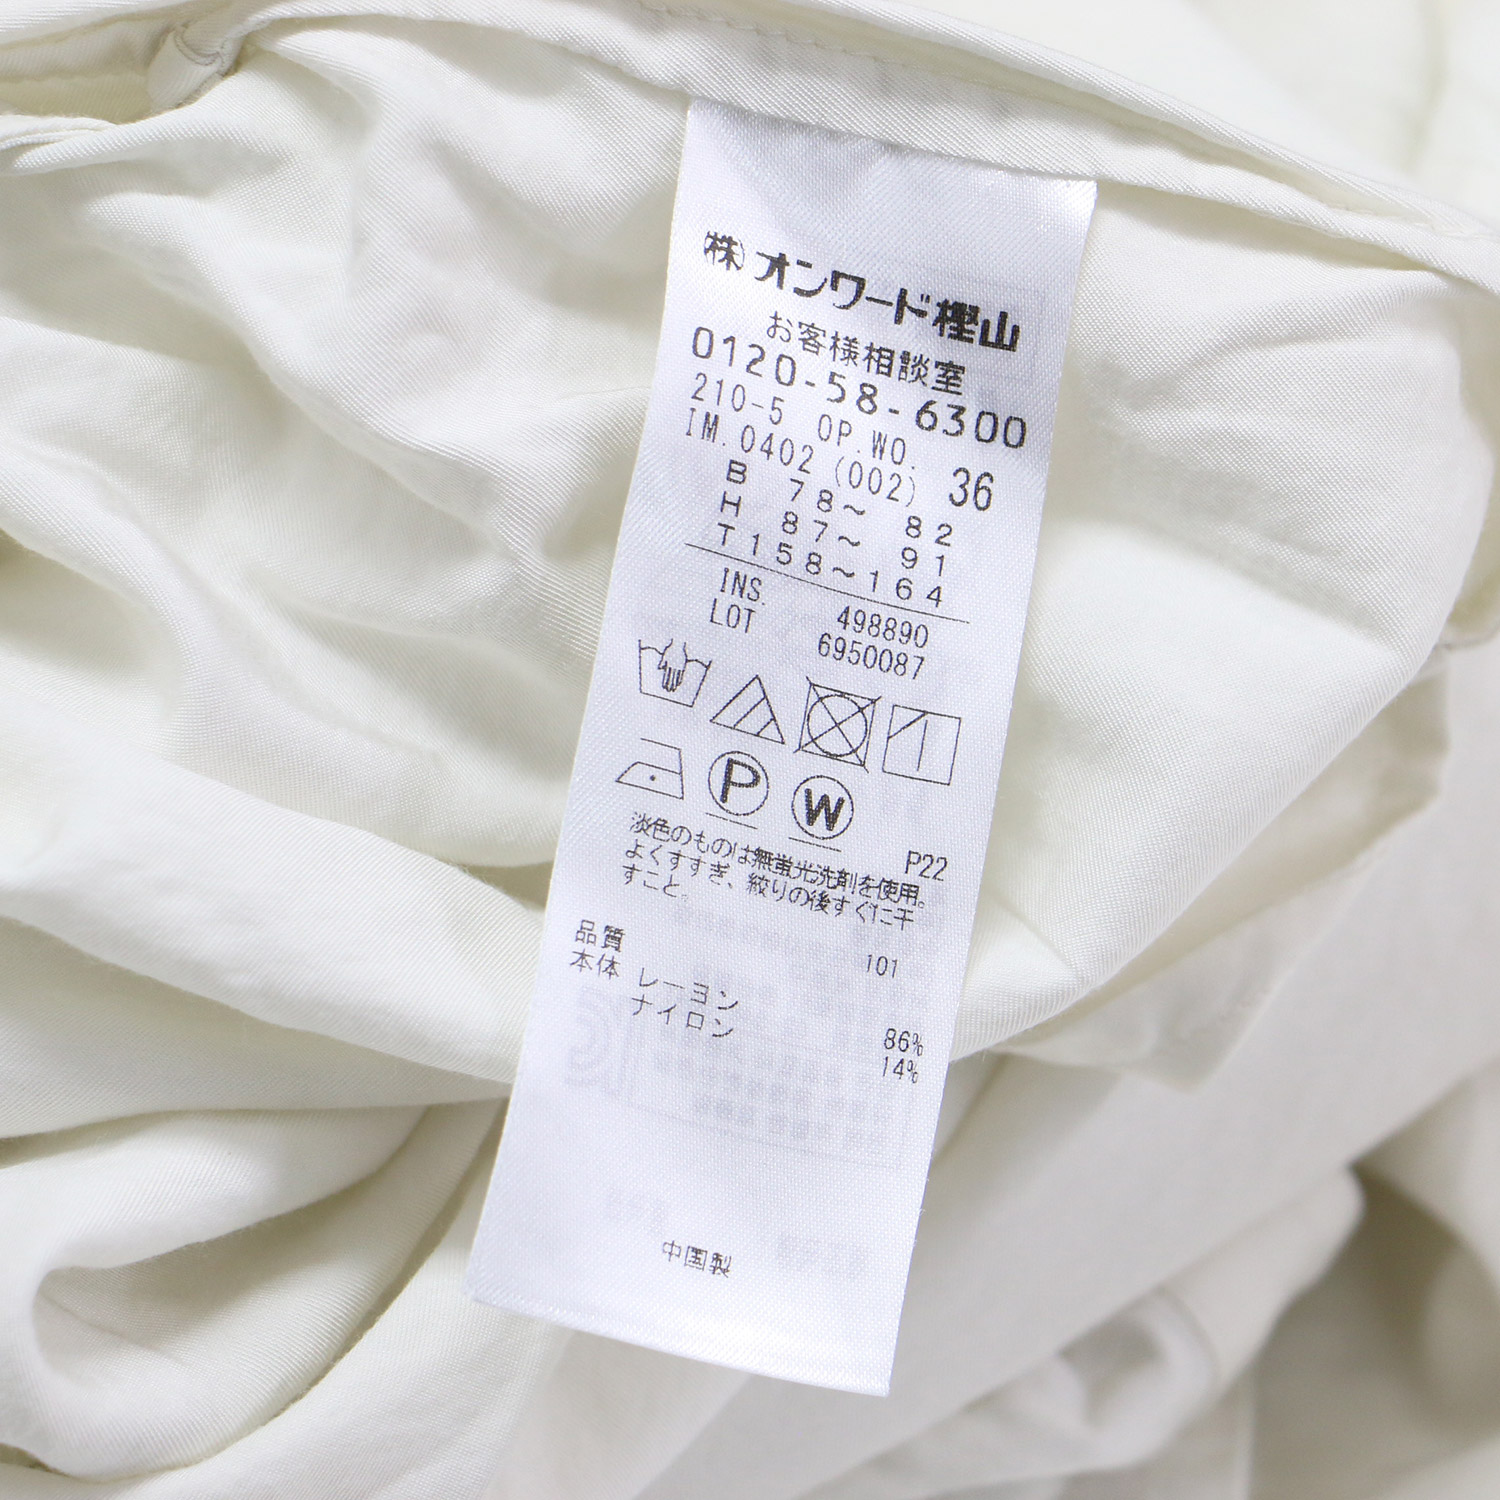 (株)オンワード樫山
お客様相談室
0120-58-6300
210-5 OP.WO.
IM.0402 (002) 36
B 78～ 82
H 87～ 91
T158～164
INS. 498890
LOT 6950087
P W
P22
淡色のものは無蛍光洗剤を使用。
よくすすぎ、絞りの後すぐに干
すこと。
品質 101
本体 レーヨン 86%
ナイロン 14%
中国製